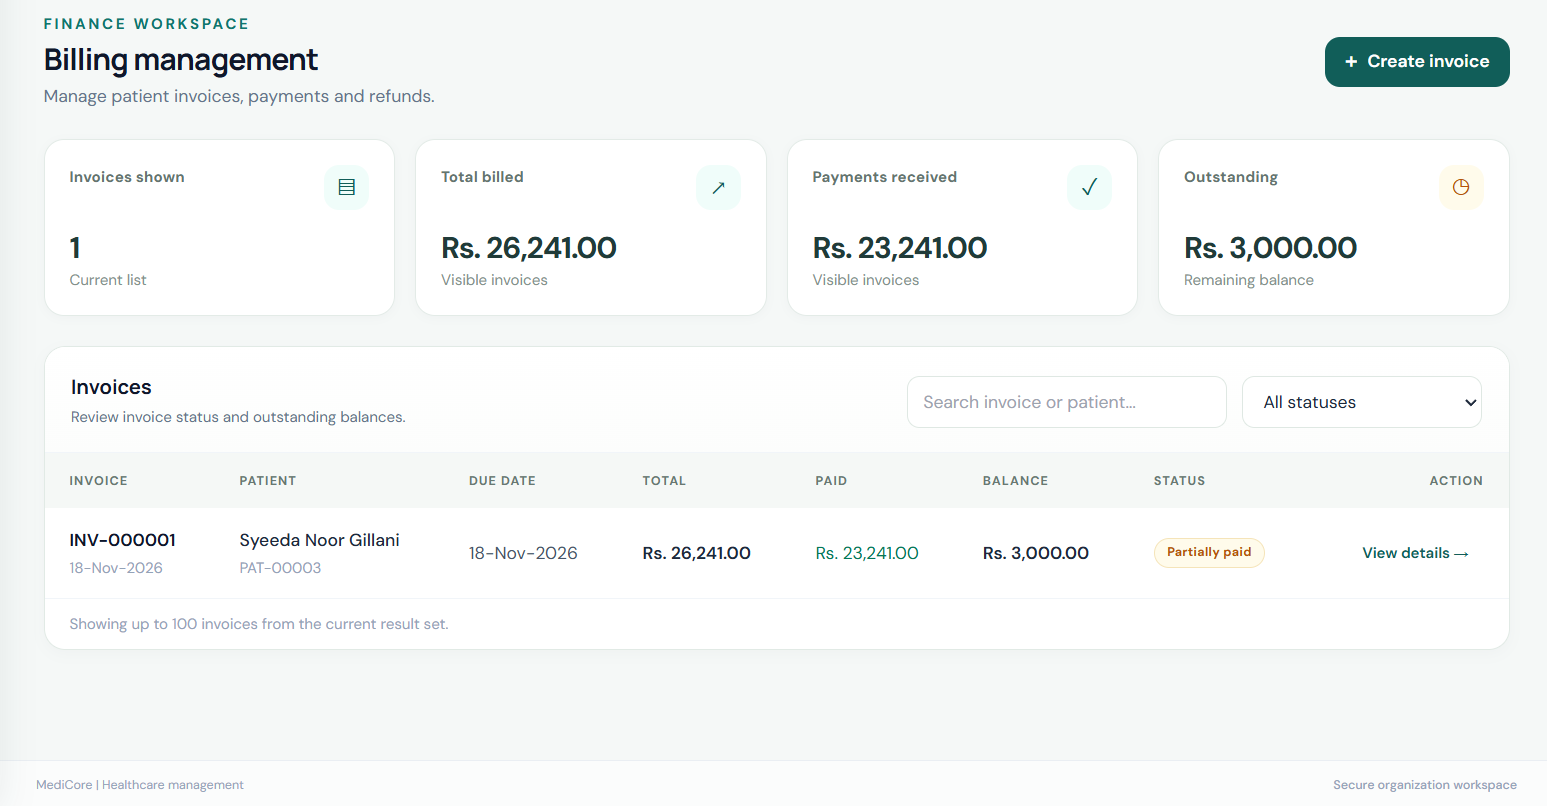 FINANCE WORKSPACE
Billing management
Manage patient invoices, payments and refunds.
+ Create invoice
Invoices shown
1
Current list
Total billed
Rs. 26,241.00
Visible invoices
Payments received
Rs. 23,241.00
Visible invoices
Outstanding
Rs. 3,000.00
Remaining balance
Invoices
Review invoice status and outstanding balances.
Search invoice or patient...
All statuses
INVOICE PATIENT DUE DATE TOTAL PAID BALANCE STATUS ACTION
INV-000001 Syeeda Noor Gillani 18-Nov-2026 Rs. 26,241.00 Rs. 23,241.00 Rs. 3,000.00 Partially paid View details →
18-Nov-2026 PAT-00003
Showing up to 100 invoices from the current result set.
MediCore | Healthcare management
Secure organization workspace